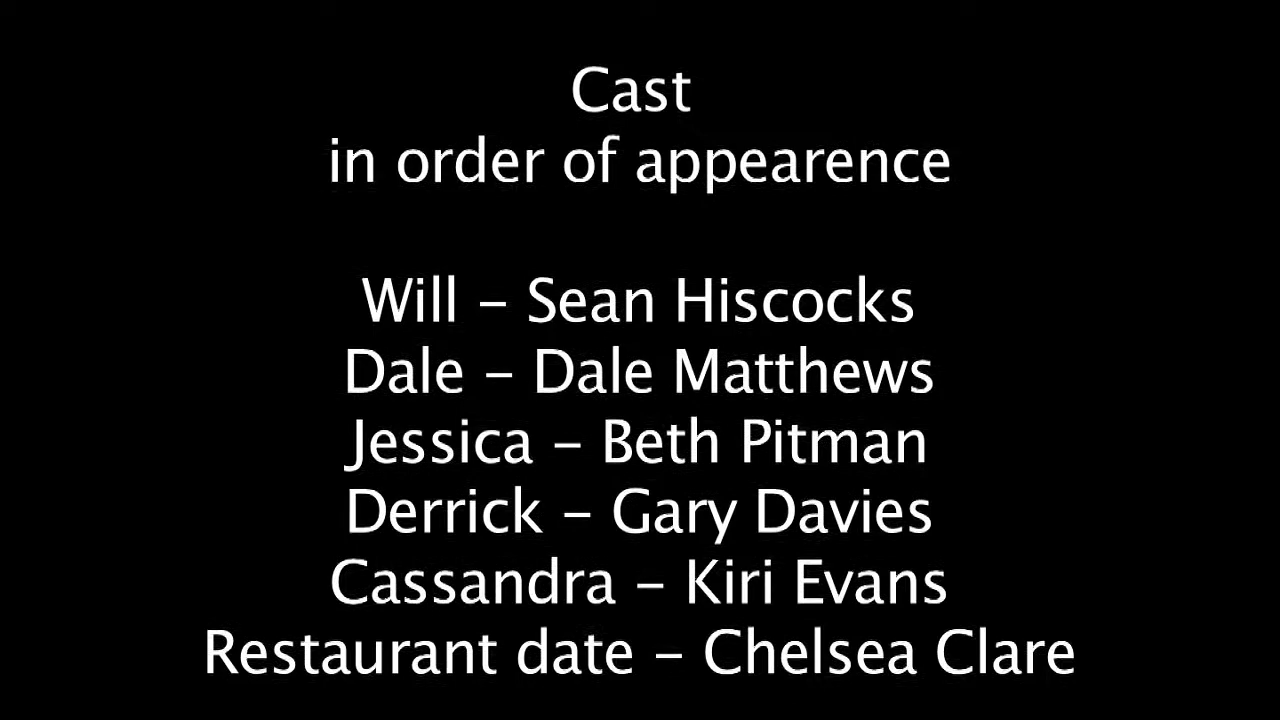 Cast
in order of appearence
Will – Sean Hiscocks
Dale – Dale Matthews
Jessica – Beth Pitman
Derrick – Gary Davies
Cassandra – Kiri Evans
Restaurant date – Chelsea Clare